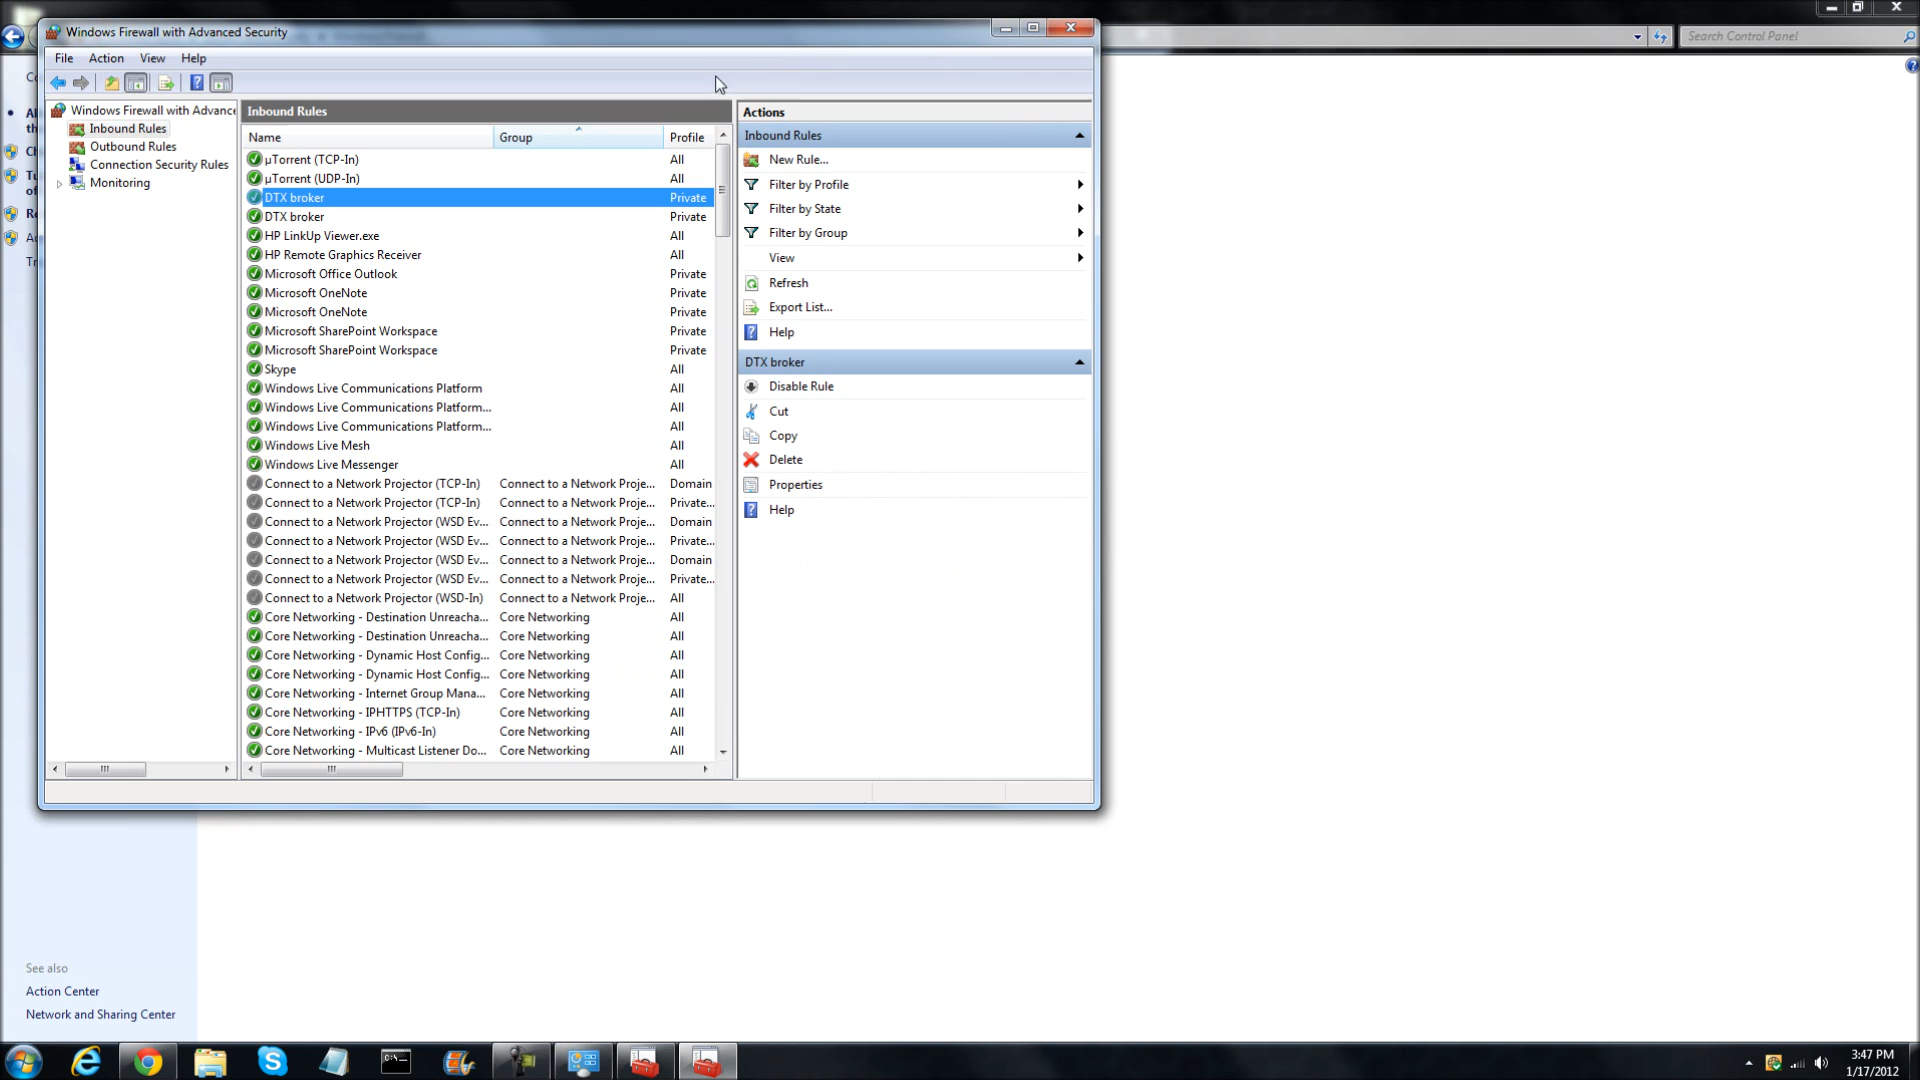 Windows Firewall with Advanced Security
Search Control Panel
File Action View Help
Windows Firewall with Advance
Inbound Rules
Outbound Rules
Connection Security Rules
Monitoring
Inbound Rules
Name Group Profile
µTorrent (TCP-In) All
µTorrent (UDP-In) All
DTX broker Private
DTX broker Private
HP LinkUp Viewer.exe All
HP Remote Graphics Receiver All
Microsoft Office Outlook Private
Microsoft OneNote Private
Microsoft OneNote Private
Microsoft SharePoint Workspace Private
Microsoft SharePoint Workspace Private
Skype All
Windows Live Communications Platform All
Windows Live Communications Platform... All
Windows Live Communications Platform... All
Windows Live Mesh All
Windows Live Messenger All
Connect to a Network Projector (TCP-In) Connect to a Network Proje... Domain
Connect to a Network Projector (TCP-In) Connect to a Network Proje... Private...
Connect to a Network Projector (WSD Ev... Connect to a Network Proje... Domain
Connect to a Network Projector (WSD Ev... Connect to a Network Proje... Private...
Connect to a Network Projector (WSD Ev... Connect to a Network Proje... Domain
Connect to a Network Projector (WSD Ev... Connect to a Network Proje... Private...
Connect to a Network Projector (WSD-In) Connect to a Network Proje... All
Core Networking - Destination Unreacha... Core Networking All
Core Networking - Destination Unreacha... Core Networking All
Core Networking - Dynamic Host Config... Core Networking All
Core Networking - Dynamic Host Config... Core Networking All
Core Networking - Internet Group Mana... Core Networking All
Core Networking - IPHTTPS (TCP-In) Core Networking All
Core Networking - IPv6 (IPv6-In) Core Networking All
Core Networking - Multicast Listener Do... Core Networking All
Actions
Inbound Rules
New Rule...
Filter by Profile
Filter by State
Filter by Group
View
Refresh
Export List...
Help
DTX broker
Disable Rule
Cut
Copy
Delete
Properties
Help
See also
Action Center
Network and Sharing Center
3:47 PM
1/17/2012